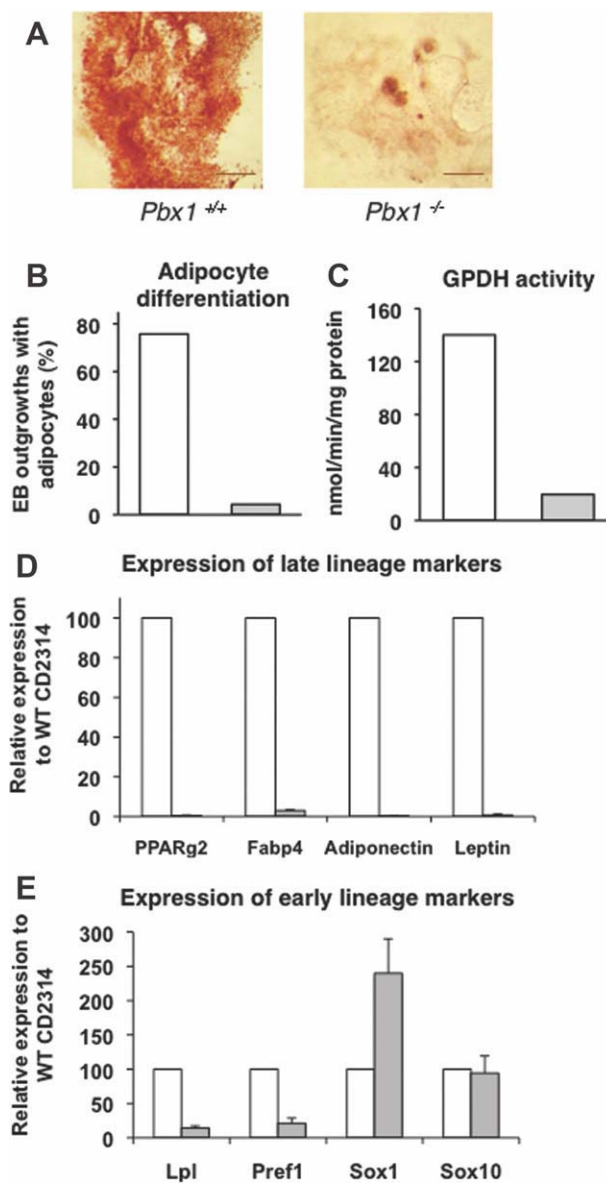 A
Pbx1 +/+
Pbx1 -/-
B
Adipocyte
differentiation
EB outgrowths with
adipocytes (%)
80
60
40
20
0
C
GPDH activity
nmol/min/mg protein
160
120
80
40
0
D
Expression of late lineage markers
Relative expression
to WT CD2314
100
80
60
40
20
0
PPARg2 Fabp4 Adiponectin Leptin
E
Expression of early lineage markers
Relative expression to
WT CD2314
300
250
200
150
100
50
0
Lpl Pref1 Sox1 Sox10